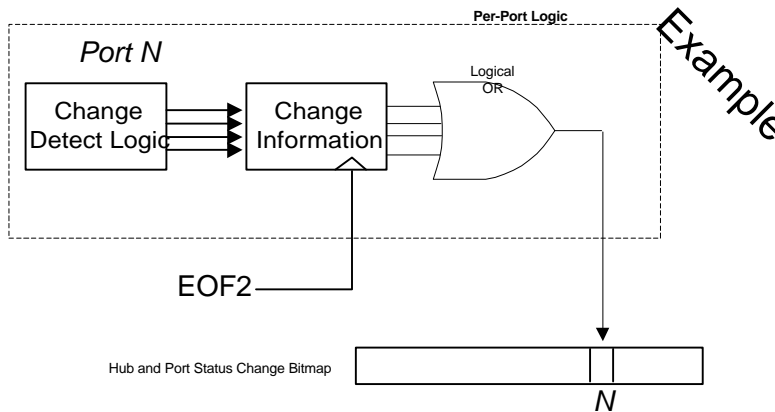 Per-Port Logic
Example
Port N
Logical
OR
Change
Detect Logic
Change
Information
EOF2
Hub and Port Status Change Bitmap
N